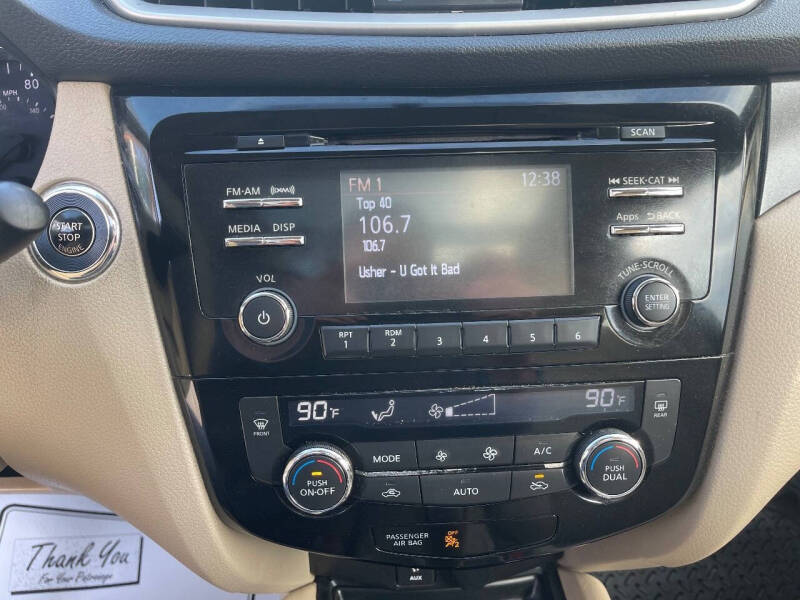 MPH 80
140
SCAN
FM·AM
MEDIA DISP
FM 1 12:38
Top 40
106.7
106.7
Usher - U Got It Bad
SEEK·CAT
Apps BACK
TUNE·SCROLL
ENTER
SETTING
START
STOP
ENGINE
VOL
RPT
1
RDM
2
3
4
5
6
90°F
90°F
FRONT
REAR
MODE
A/C
PUSH
ON·OFF
AUTO
PUSH
DUAL
PASSENGER
AIR BAG
OFF
2
AUX
Thank You
For Your Patronage